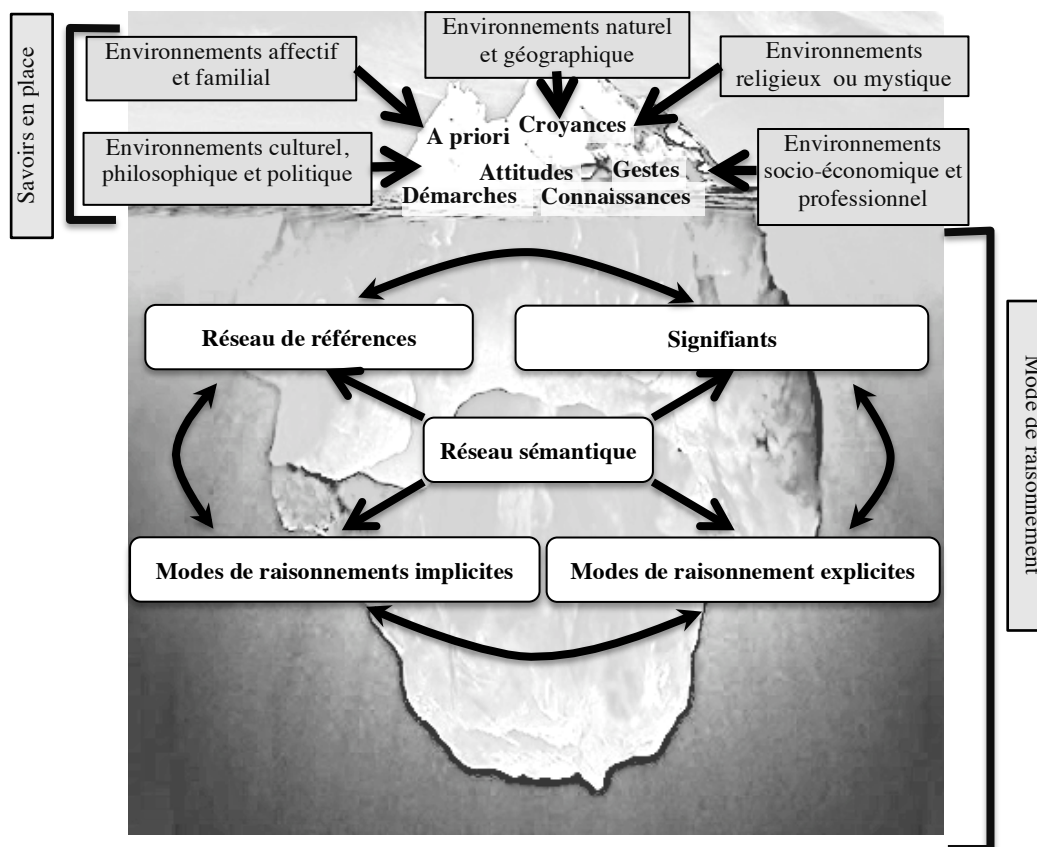 Savoirs en place
Environnements affectif
et familial
Environnements naturel
et géographique
Environnements
religieux ou mystique
Environnements culturel,
philosophique et politique
Environnements
socio-économique et
professionnel
A priori
Croyances
Attitudes
Gestes
Démarches
Connaissances
Réseau de références
Signifiants
Réseau sémantique
Modes de raisonnements implicites
Modes de raisonnement explicites
Mode de raisonnement